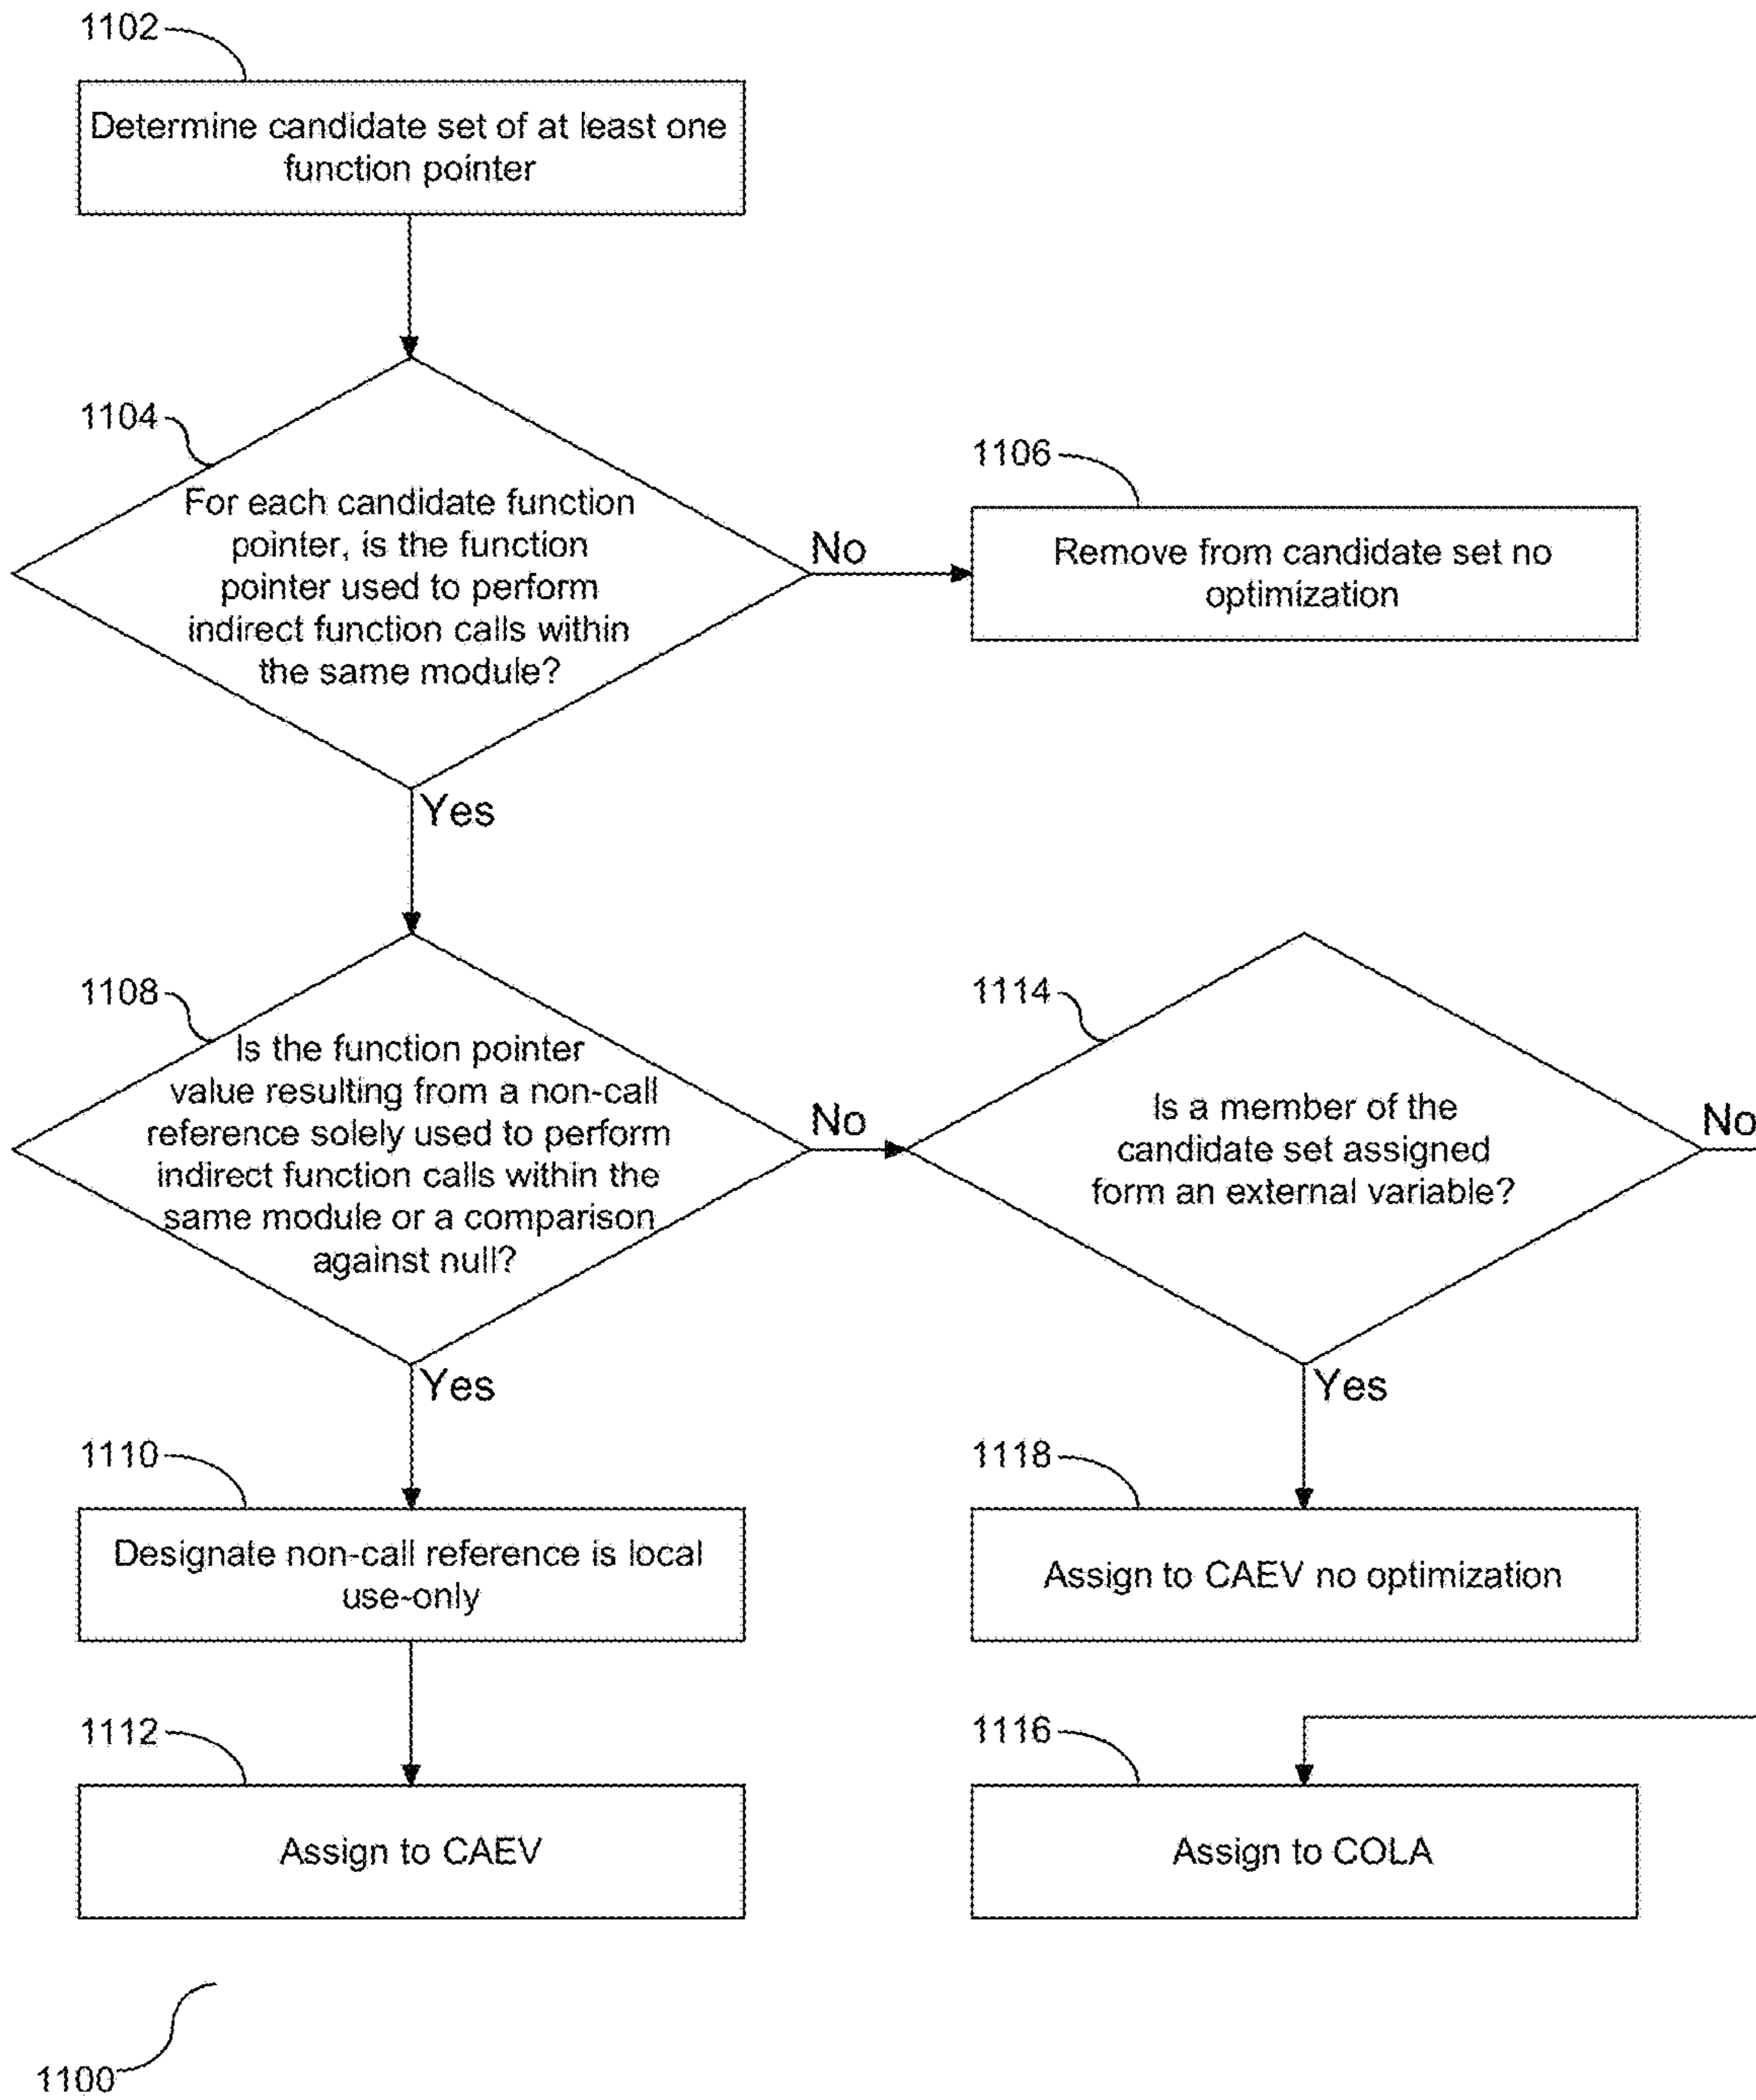 1102
Determine candidate set of at least one
function pointer
1104
For each candidate function
pointer, is the function
pointer used to perform
indirect function calls within
the same module?
No
1106
Remove from candidate set no
optimization
Yes
1108
Is the function pointer
value resulting from a non-call
reference solely used to perform
indirect function calls within the
same module or a comparison
against null?
No
1114
Is a member of the
candidate set assigned
form an external variable?
No
Yes
Yes
1110
Designate non-call reference is local
use-only
1118
Assign to CAEV no optimization
1112
Assign to CAEV
1116
Assign to COLA
1100